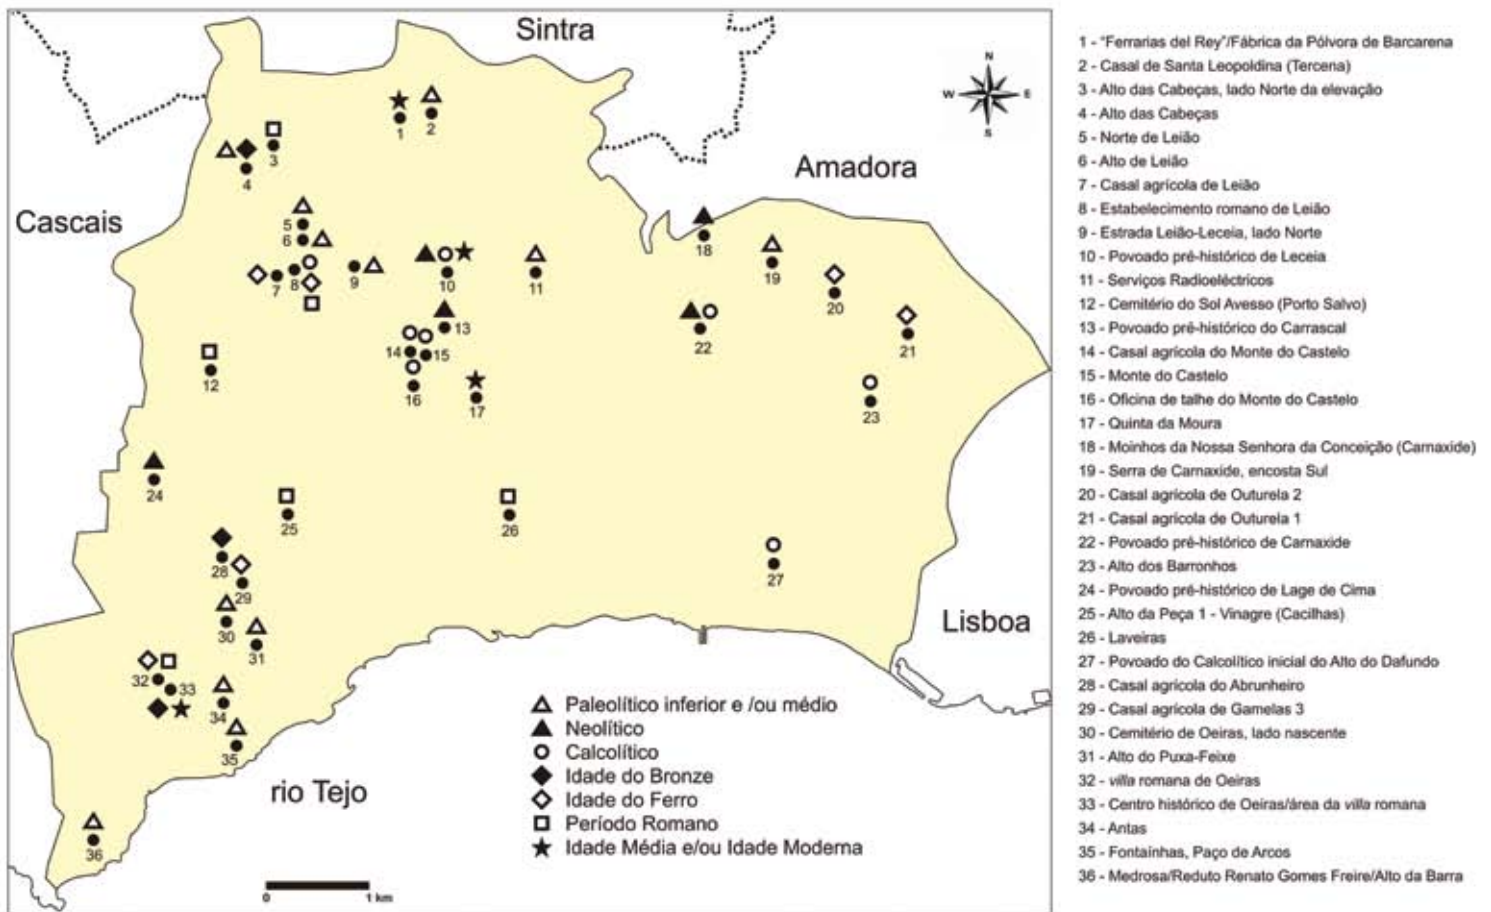 Sintra
N
W
E
S
Amadora
Cascais
Lisboa
rio Tejo
1
2
3
4
5
6
7
8
9
10
11
12
13
14
15
16
17
18
19
20
21
22
23
24
25
26
27
28
29
30
31
32
33
34
35
36
Paleolítico inferior e /ou médio
Neolítico
Calcolítico
Idade do Bronze
Idade do Ferro
Período Romano
Idade Média e/ou Idade Moderna
0 1 km
1 - "Ferrarias del Rey"/Fábrica da Pólvora de Barcarena
2 - Casal de Santa Leopoldina (Tercena)
3 - Alto das Cabeças, lado Norte da elevação
4 - Alto das Cabeças
5 - Norte de Leião
6 - Alto de Leião
7 - Casal agrícola de Leião
8 - Estabelecimento romano de Leião
9 - Estrada Leião-Leceia, lado Norte
10 - Povoado pré-histórico de Leceia
11 - Serviços Radioeléctricos
12 - Cemitério do Sol Avesso (Porto Salvo)
13 - Povoado pré-histórico do Carrascal
14 - Casal agrícola do Monte do Castelo
15 - Monte do Castelo
16 - Oficina de talhe do Monte do Castelo
17 - Quinta da Moura
18 - Moinhos da Nossa Senhora da Conceição (Carnaxide)
19 - Serra de Carnaxide, encosta Sul
20 - Casal agrícola de Outurela 2
21 - Casal agrícola de Outurela 1
22 - Povoado pré-histórico de Carnaxide
23 - Alto dos Barronhos
24 - Povoado pré-histórico de Lage de Cima
25 - Alto da Peça 1 - Vinagre (Cacilhas)
26 - Laveiras
27 - Povoado do Calcolítico inicial do Alto do Dafundo
28 - Casal agrícola do Abrunheiro
29 - Casal agrícola de Gamelas 3
30 - Cemitério de Oeiras, lado nascente
31 - Alto do Puxa-Feixe
32 - villa romana de Oeiras
33 - Centro histórico de Oeiras/área da villa romana
34 - Antas
35 - Fontaínhas, Paço de Arcos
36 - Medrosa/Reduto Renato Gomes Freire/Alto da Barra